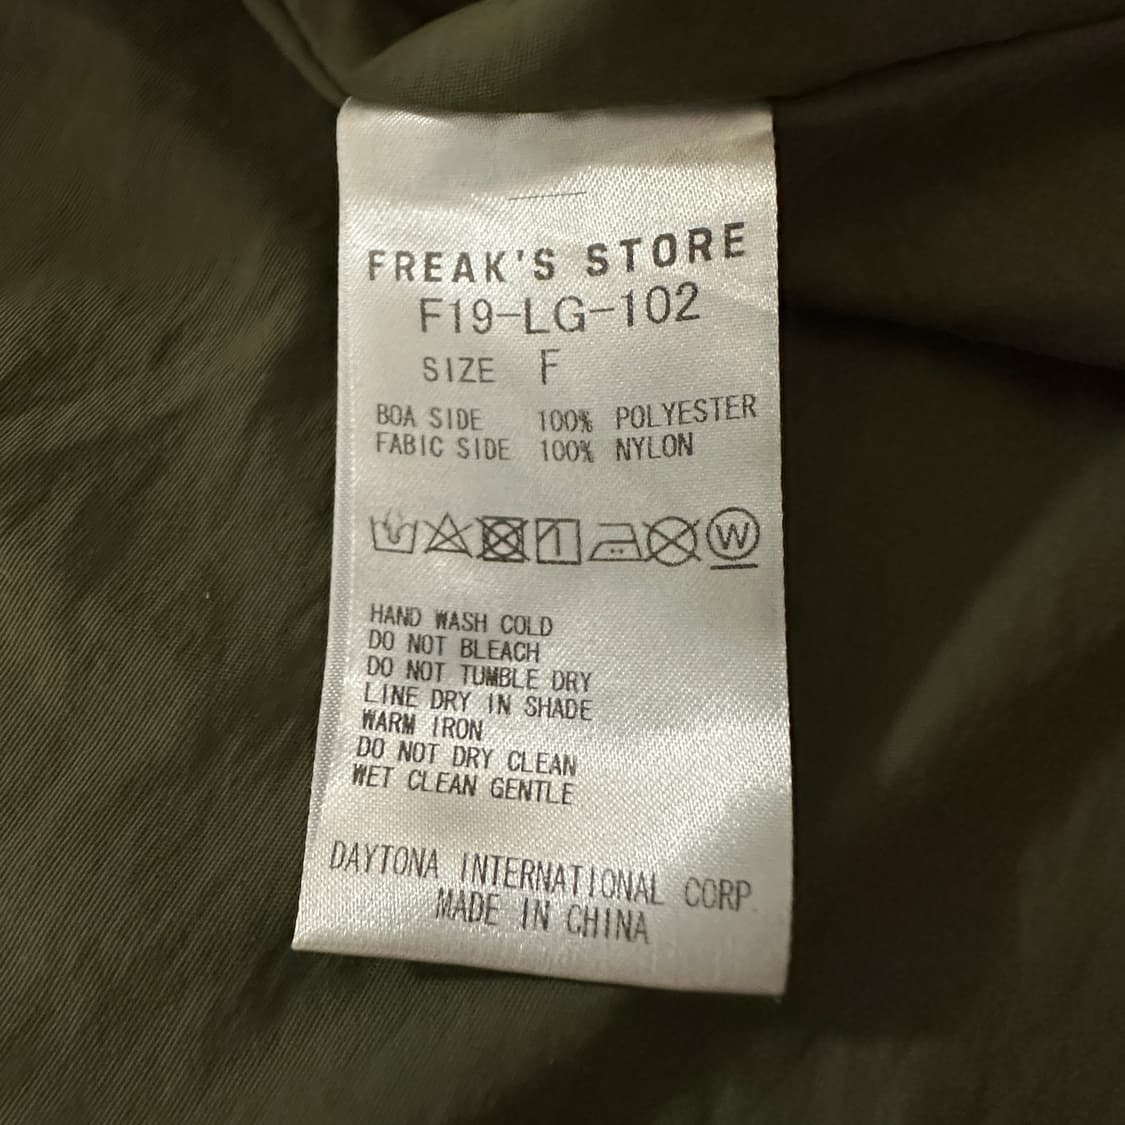 FREAK'S STORE
F19-LG-102
SIZE F
BOA SIDE 100% POLYESTER
FABIC SIDE 100% NYLON
W
HAND WASH COLD
DO NOT BLEACH
DO NOT TUMBLE DRY
LINE DRY IN SHADE
WARM IRON
DO NOT DRY CLEAN
WET CLEAN GENTLE
DAYTONA INTERNATIONAL CORP.
MADE IN CHINA